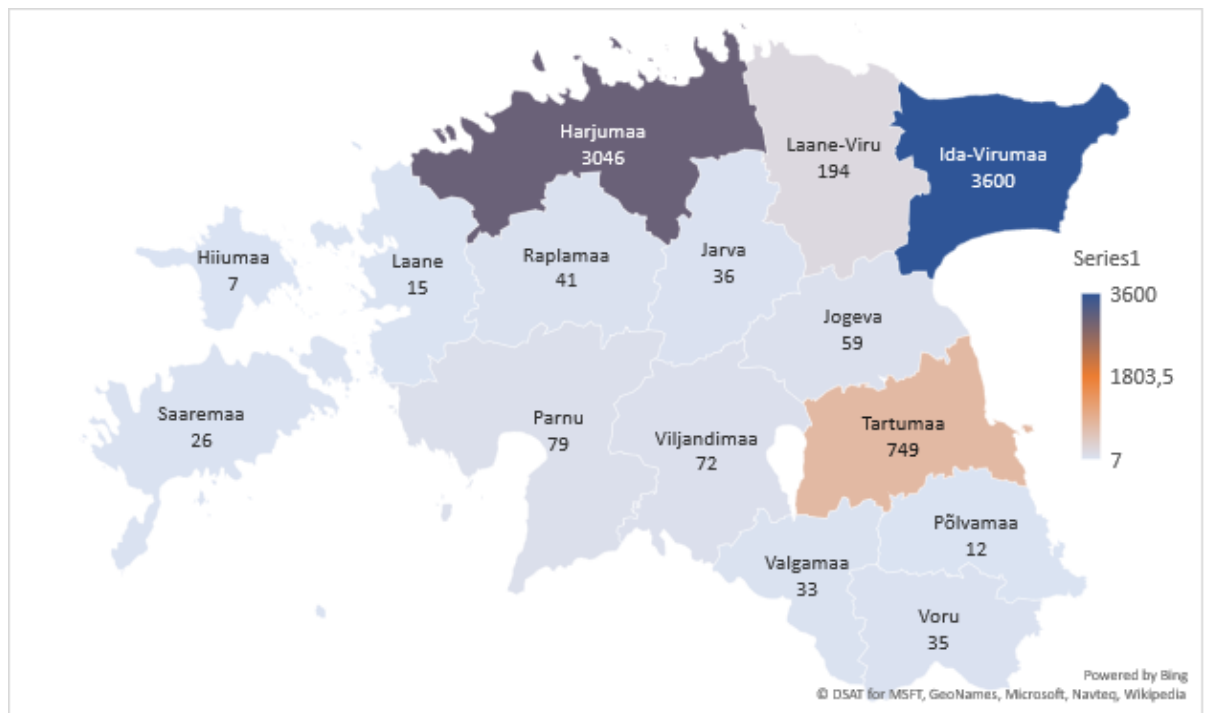 Harjumaa
3046
Laane-Viru
194
Ida-Virumaa
3600
Hiiumaa
7
Laane
15
Raplamaa
41
Jarva
36
Jogeva
59
Saaremaa
26
Parnu
79
Viljandimaa
72
Tartumaa
749
Põlvamaa
12
Valgamaa
33
Voru
35
Series1
3600
1803,5
7
Powered by Bing
© DSAT for MSFT, GeoNames, Microsoft, Navteq, Wikipedia